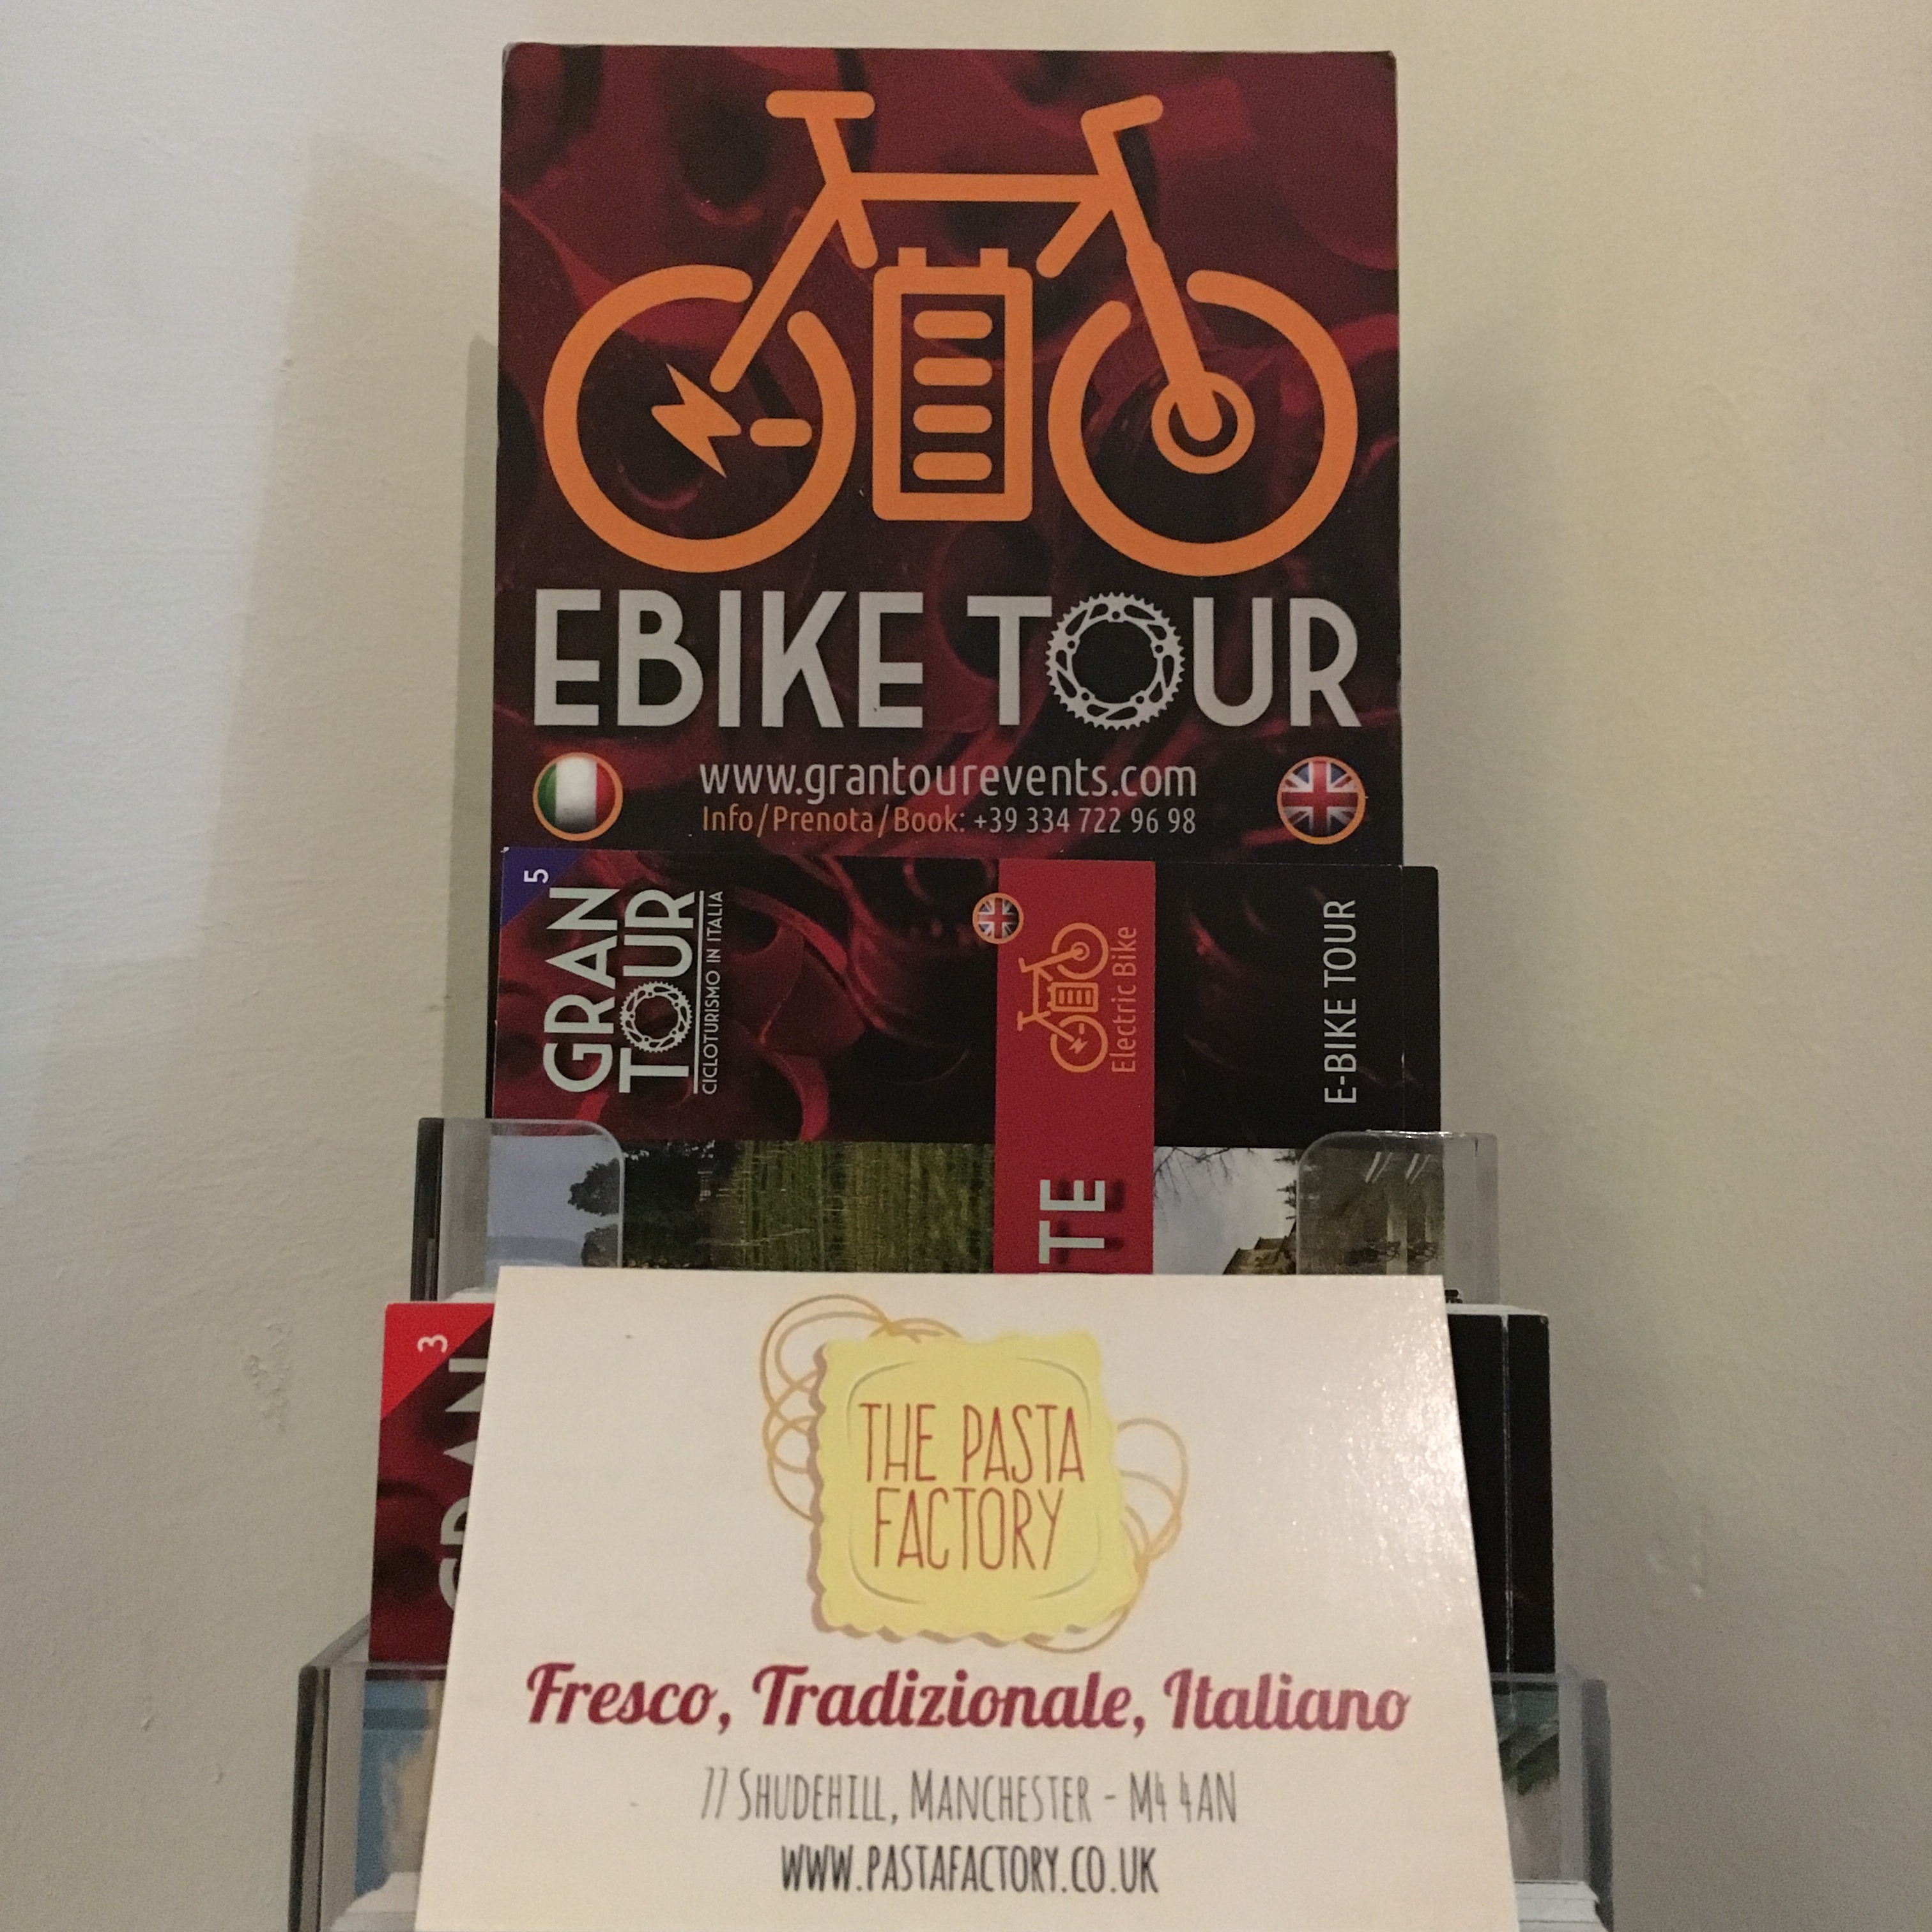 EBIKE TOUR
www.grantourevents.com
Info/Prenota/Book: +39 334 722 96 98
5
GRAN
TOUR
CICLOTURISMO IN ITALIA
Electric Bike
E-BIKE TOUR
3
GRAN
THE PASTA
FACTORY
Fresco, Tradizionale, Italiano
77 SHUDEHILL, MANCHESTER - M4 4AN
WWW.PASTAFACTORY.CO.UK